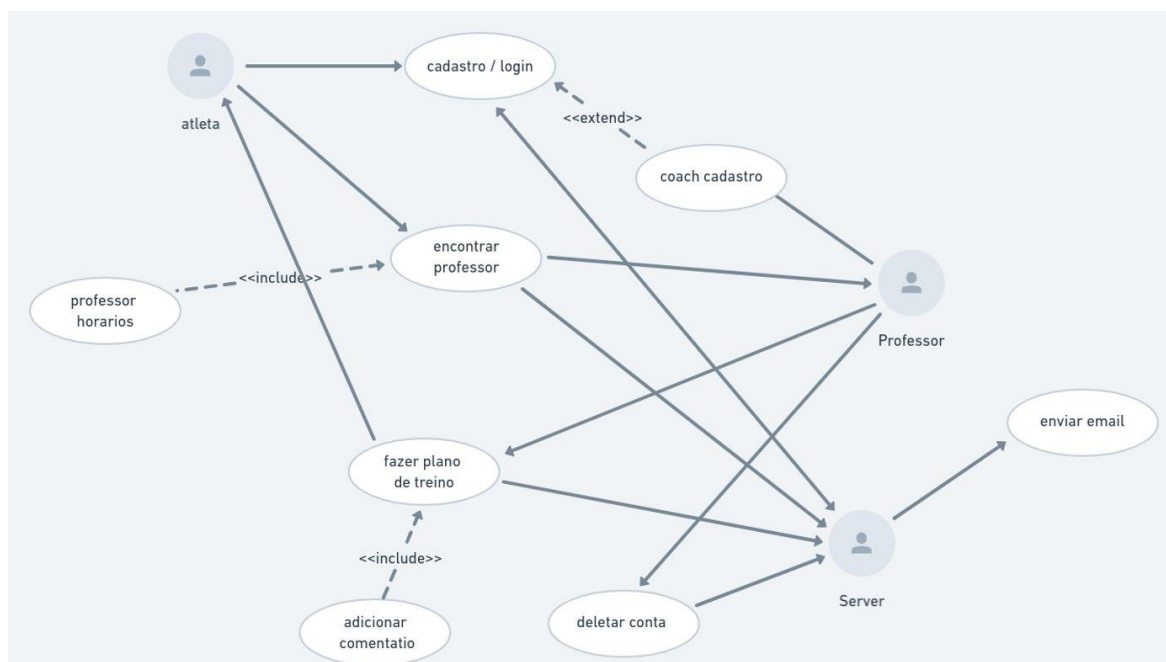 cadastro / login
atleta
<<extend>>
coach cadastro
encontrar
professor
<<include>>
professor
horarios
Professor
enviar email
fazer plano
de treino
<<include>>
Server
adicionar
comentatio
deletar conta